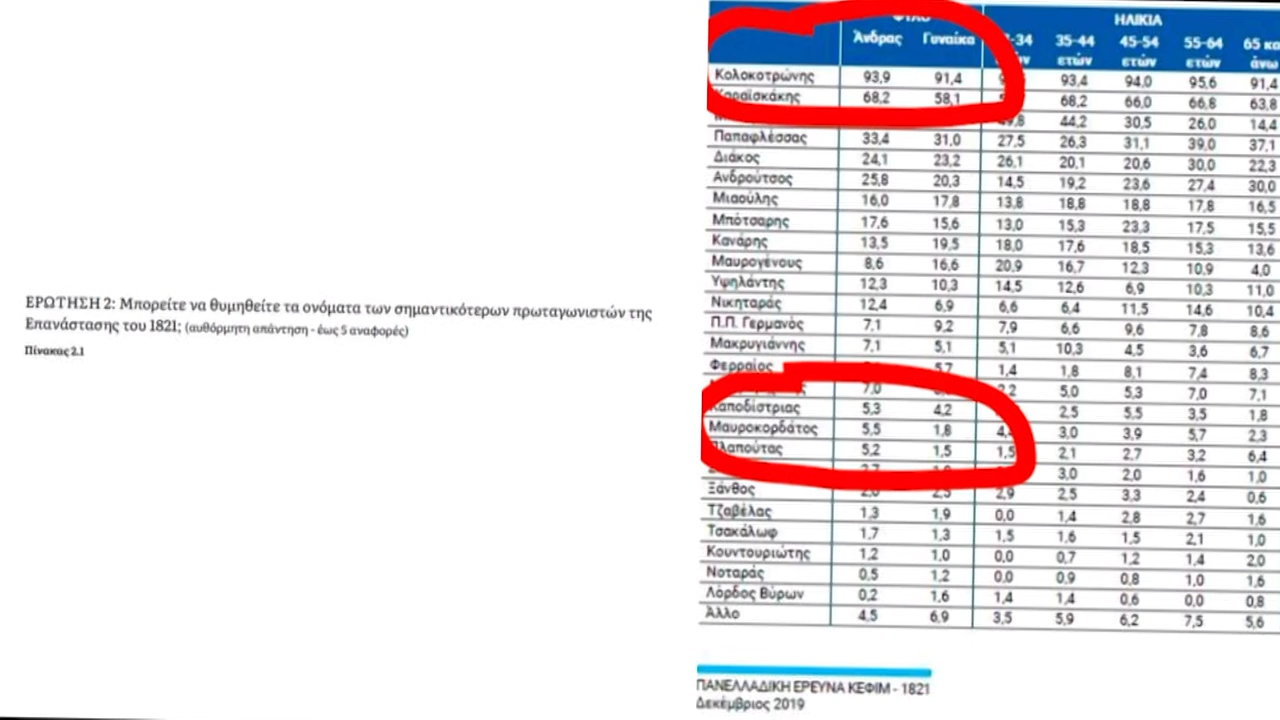 ΕΡΩΤΗΣΗ 2: Μπορείτε να θυμηθείτε τα ονόματα των σημαντικότερων πρωταγωνιστών της
Επανάστασης του 1821; (αυθόρμητη απάντηση - έως 5 αναφορές)
Πίνακας 2.1
ΗΛΙΚΙΑ
Άνδρας Γυναίκα 35-44 ετών 45-54 ετών 55-64 ετών 65
Κολοκοτρώνης 93,9 91,4 93,4 94,0 95,6 91,4
Καραϊσκάκης 68,2 58,1 68,2 66,0 66,8 63,8
44,2 30,5 26,0 14,4
Παπαφλέσσας 33,4 31,0 27,5 26,3 31,1 39,0 37,1
Διάκος 24,1 23,2 26,1 20,1 20,6 30,0 22,3
Ανδρούτσος 25,8 20,3 14,5 19,2 23,6 27,4 30,0
Μιαούλης 16,0 17,8 13,8 18,8 18,8 17,8 16,5
Μπότσαρης 17,6 15,6 13,0 15,3 23,3 17,5 15,5
Κανάρης 13,5 19,5 18,0 17,6 18,5 15,3 13,6
Μαυρογένους 8,6 16,6 20,9 16,7 12,3 10,9 4,0
Υψηλάντης 12,3 10,3 14,5 12,6 6,9 10,3 11,0
Νικηταράς 12,4 6,9 6,6 6,4 11,5 14,6 10,4
Π.Π. Γερμανός 7,1 9,2 7,9 6,6 9,6 7,8 8,6
Μακρυγιάννης 7,1 5,1 5,1 10,3 4,5 3,6 6,7
Φερραίος 5,7 1,4 1,8 8,1 7,4 8,3
7,0 2,2 5,0 5,3 7,0 7,1
Καποδίστριας 5,3 4,2 2,5 5,5 3,5 1,8
Μαυροκορδάτος 5,5 1,8 3,0 3,9 5,7 2,3
Πλαπούτας 5,2 1,5 1,5 2,1 2,7 3,2 6,4
3,0 2,0 1,6 1,0
Ξάνθος 2,0 2,5 2,9 2,5 3,3 2,4 0,6
Τζαβέλας 1,3 1,9 0,0 1,4 2,8 2,7 1,6
Τσακάλωφ 1,7 1,3 1,5 1,6 1,5 2,1 1,0
Κουντουριώτης 1,2 1,0 0,0 0,7 1,2 1,4 2,0
Νοταράς 0,5 1,2 0,0 0,9 0,8 1,0 1,6
Λόρδος Βύρων 0,2 1,6 1,4 1,4 0,6 0,0 0,8
Άλλο 4,5 6,9 3,5 5,9 6,2 7,5 5,6
ΠΑΝΕΛΛΑΔΙΚΗ ΕΡΕΥΝΑ ΚΕΦΙΜ - 1821
Δεκέμβριος 2019